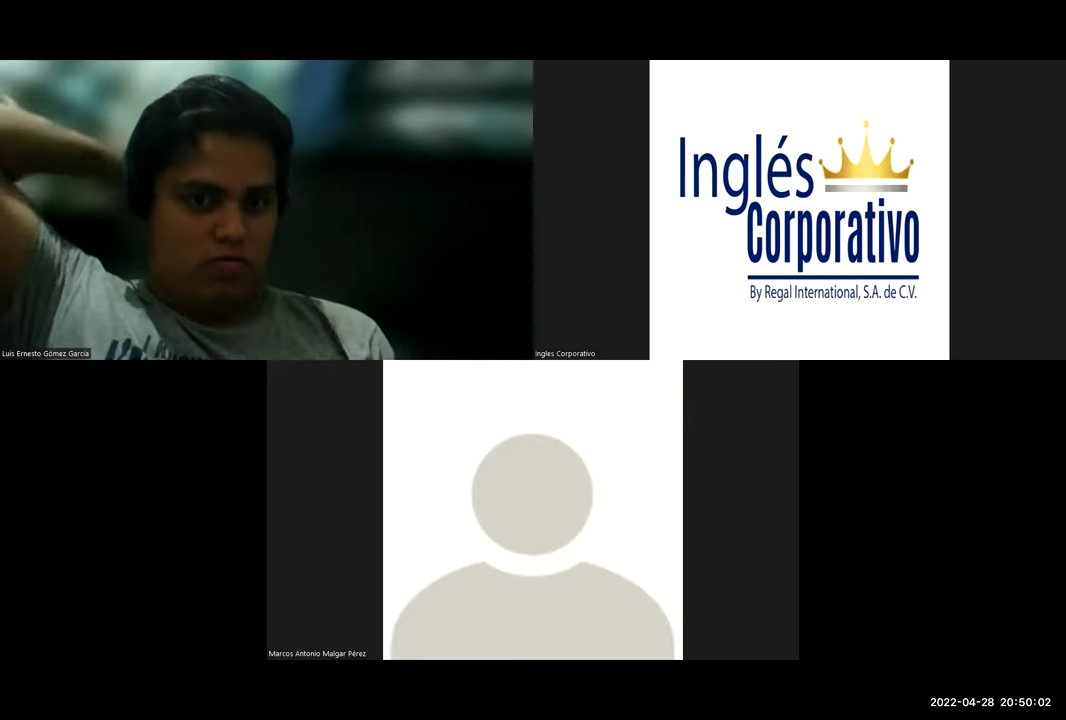 Inglés
Corporativo
By Regal International, S.A. de C.V.
Luis Ernesto Gómez Garcia
Ingles Corporativo
Marcos Antonio Malgar Pérez
2022-04-28 20:50:02